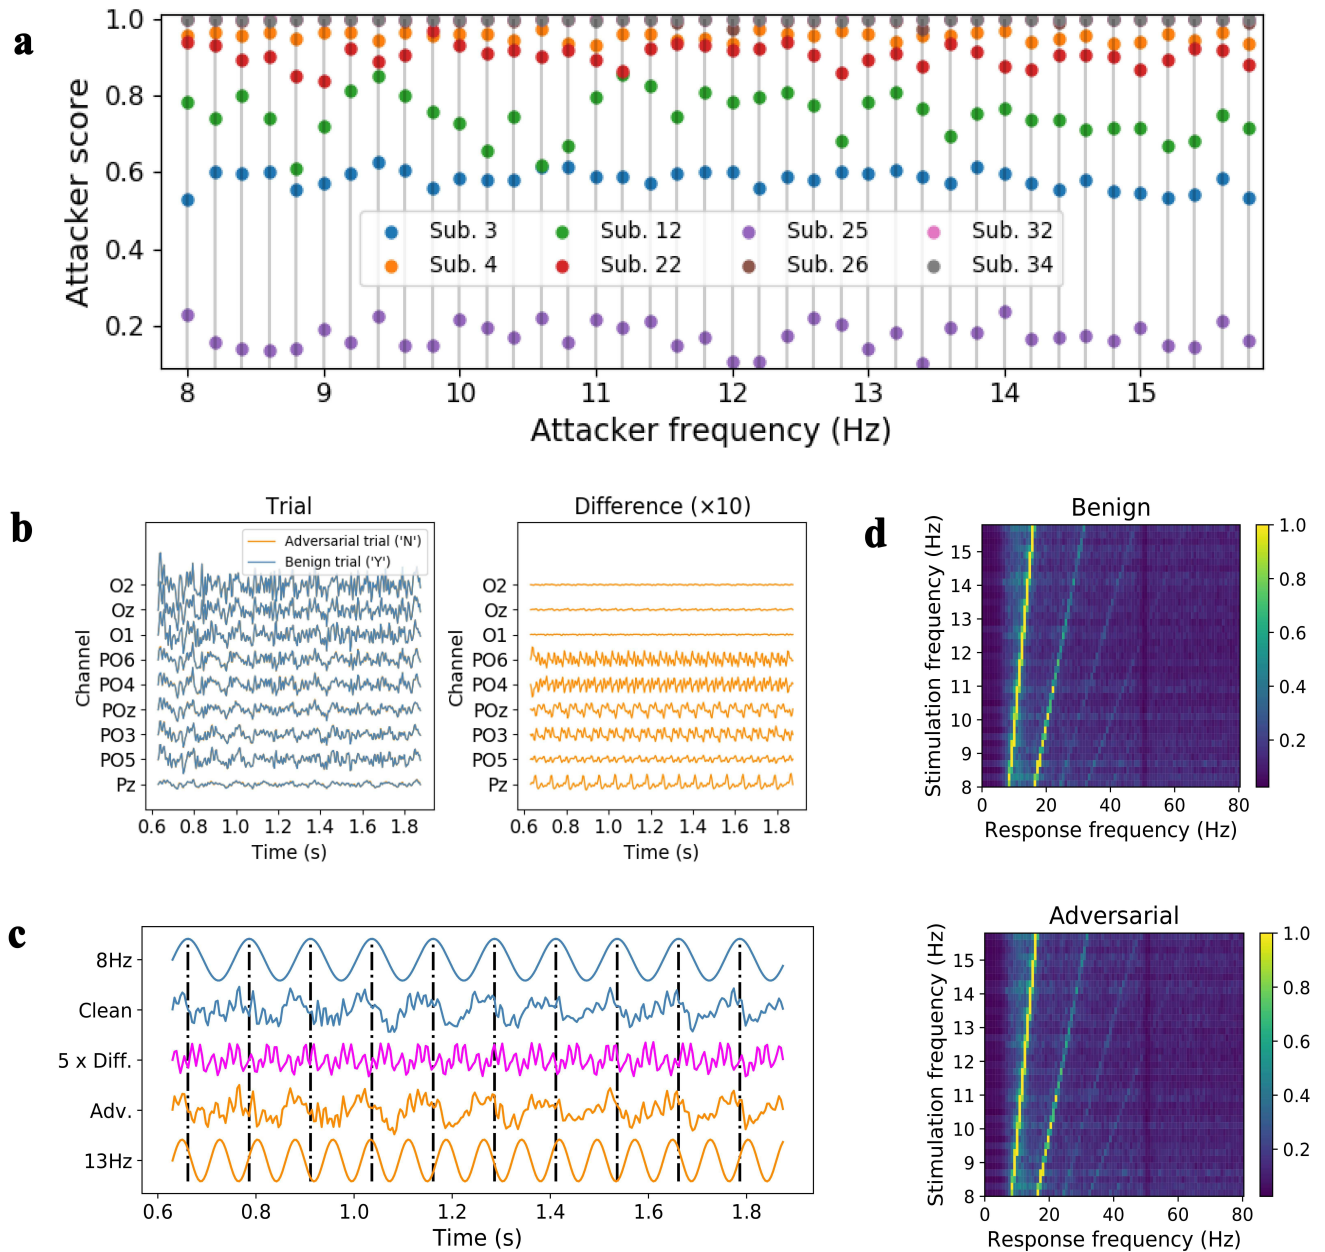 a
1.0
0.8
0.6
0.4
0.2
Attacker score
Sub. 3
Sub. 12
Sub. 25
Sub. 32
Sub. 4
Sub. 22
Sub. 26
Sub. 34
8
9
10
11
12
13
14
15
Attacker frequency (Hz)
b
Trial
Adversarial trial ('N')
Benign trial ('Y')
O2
Oz
O1
PO6
PO4
POz
PO3
PO5
Pz
Channel
0.6 0.8 1.0 1.2 1.4 1.6 1.8
Time (s)
Difference (×10)
O2
Oz
O1
PO6
PO4
POz
PO3
PO5
Pz
Channel
0.6 0.8 1.0 1.2 1.4 1.6 1.8
Time (s)
c
8Hz
Clean
5 x Diff.
Adv.
13Hz
0.6 0.8 1.0 1.2 1.4 1.6 1.8
Time (s)
d
Benign
Stimulation frequency (Hz)
15
14
13
12
11
10
9
8
0 20 40 60 80
Response frequency (Hz)
1.0
0.8
0.6
0.4
0.2
Adversarial
Stimulation frequency (Hz)
15
14
13
12
11
10
9
8
0 20 40 60 80
Response frequency (Hz)
1.0
0.8
0.6
0.4
0.2